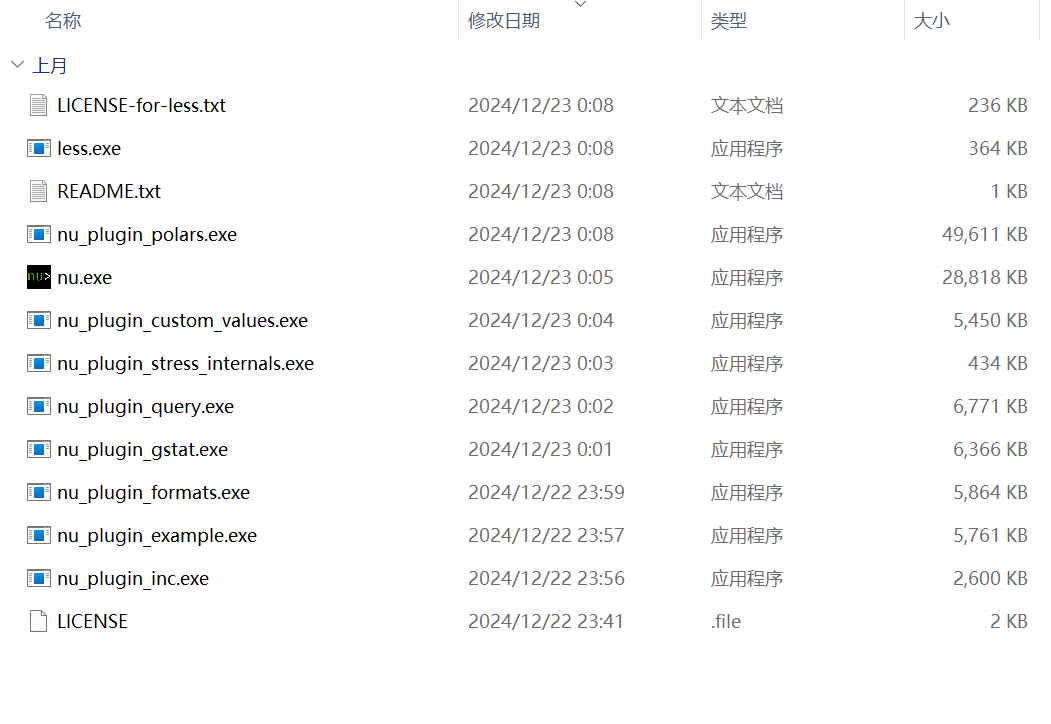 名称 修改日期 类型 大小
上月
LICENSE-for-less.txt 2024/12/23 0:08 文本文档 236 KB
less.exe 2024/12/23 0:08 应用程序 364 KB
README.txt 2024/12/23 0:08 文本文档 1 KB
nu_plugin_polars.exe 2024/12/23 0:08 应用程序 49,611 KB
nu> nu.exe 2024/12/23 0:05 应用程序 28,818 KB
nu_plugin_custom_values.exe 2024/12/23 0:04 应用程序 5,450 KB
nu_plugin_stress_internals.exe 2024/12/23 0:03 应用程序 434 KB
nu_plugin_query.exe 2024/12/23 0:02 应用程序 6,771 KB
nu_plugin_gstat.exe 2024/12/23 0:01 应用程序 6,366 KB
nu_plugin_formats.exe 2024/12/22 23:59 应用程序 5,864 KB
nu_plugin_example.exe 2024/12/22 23:57 应用程序 5,761 KB
nu_plugin_inc.exe 2024/12/22 23:56 应用程序 2,600 KB
LICENSE 2024/12/22 23:41 .file 2 KB